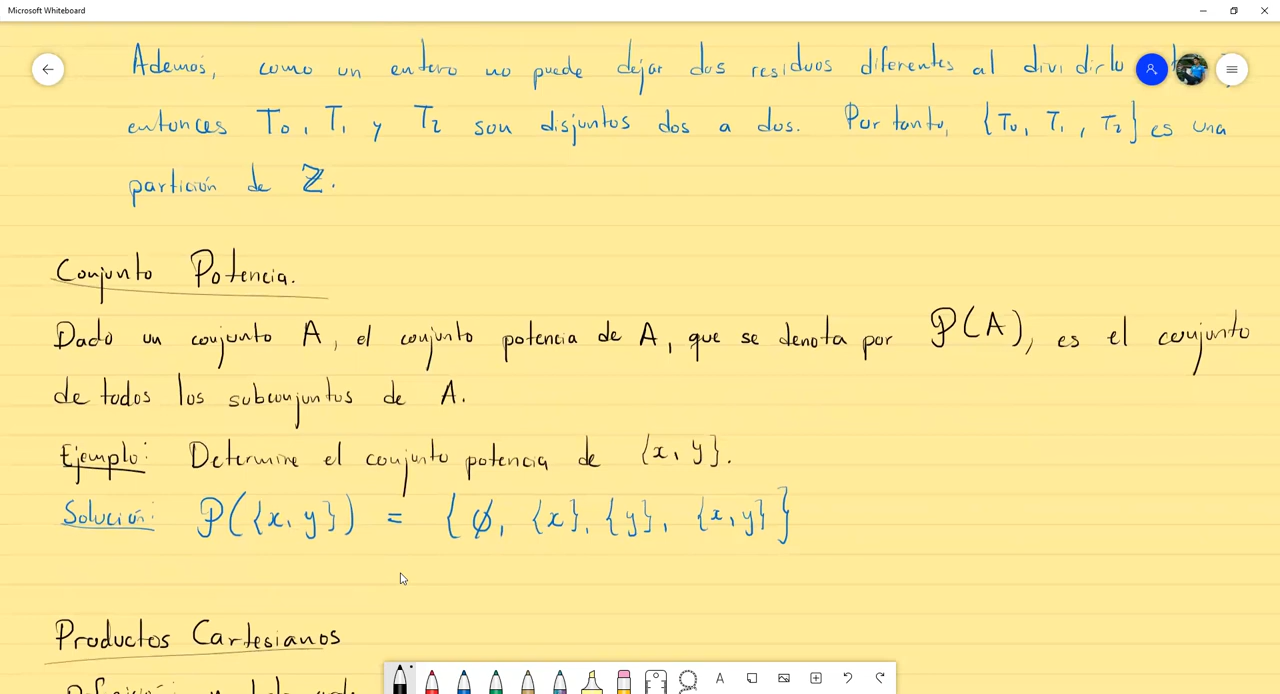 Microsoft Whiteboard
Además, como un entero no puede dejar dos residuos diferentes al dividirlo
entonces T₀, T₁ y T₂ son disjuntos dos a dos. Por tanto, {T₀, T₁, T₂} es una
partición de ℤ.
Conjunto Potencia.
Dado un conjunto A, el conjunto potencia de A, que se denota por 𝒫(A), es el conjunto
de todos los subconjuntos de A.
Ejemplo: Determine el conjunto potencia de {x, y}.
Solución: 𝒫({x, y}) = {∅, {x}, {y}, {x, y}}
Productos Cartesianos